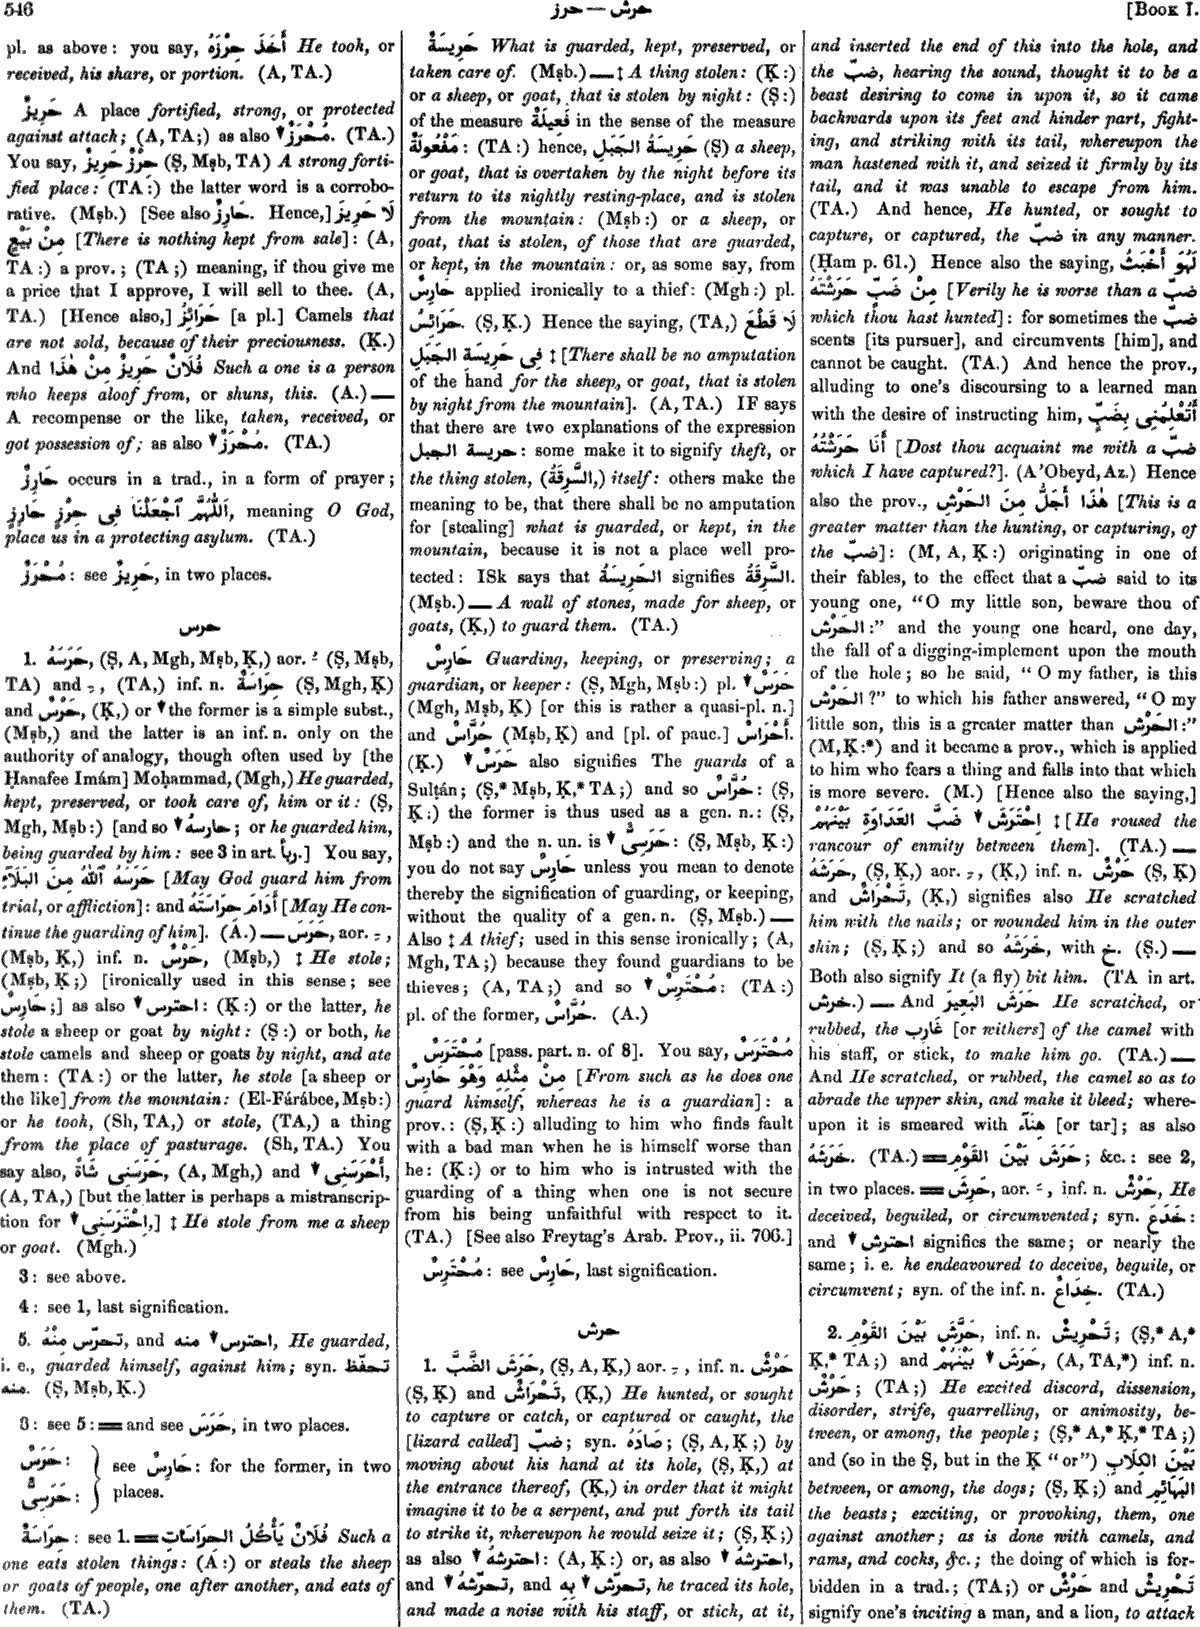 546
حرز — حرش
[Book I.
pl. as above: you say, أَخَذَ حِرْزَهُ He took, or
received, his share, or portion. (A, TA.)
حَرِيزٌ A place fortified, strong, or protected
against attack; (A, TA;) as also ▼ مُحْرَزٌ. (TA.)
You say, حِرْزٌ حَرِيزٌ (Ṣ, Mṣb, TA) A strong forti-
fied place: (TA:) the latter word is a corrobo-
rative. (Mṣb.) [See also حَارِزٌ. Hence,] لَا حَرِيزَ
مِنْ بَيْعٍ [There is nothing kept from sale]: (A,
TA:) a prov.; (TA;) meaning, if thou give me
a price that I approve, I will sell to thee. (A,
TA.) [Hence also,] حَرَائِزُ [a pl.] Camels that
are not sold, because of their preciousness. (Ḳ.)
And فُلَانٌ حَرِيزٌ مِنْ هٰذَا Such a one is a person
who keeps aloof from, or shuns, this. (A.) —
A recompense or the like, taken, received, or
got possession of; as also ▼ مُحْرَزٌ. (TA.)
حَارِزٌ occurs in a trad., in a form of prayer;
اَللّٰهُمَّ ٱجْعَلْنَا فِى حِرْزٍ حَارِزٍ, meaning O God,
place us in a protecting asylum. (TA.)
مُحْرَزٌ: see حَرِيزٌ, in two places.
حرس
1. حَرَسَهُ, (Ṣ, A, Mgh, Mṣb, Ḳ,) aor. ـُ (Ṣ, Mṣb,
TA) and ـِ, (TA,) inf. n. حِرَاسَةٌ (Ṣ, Mgh, Ḳ)
and حَرْسٌ, (Ḳ,) or ▼ the former is a simple subst.,
(Mṣb,) and the latter is an inf. n. only on the
authority of analogy, though often used by [the
Ḥanafee Imám] Moḥammad, (Mgh,) He guarded,
kept, preserved, or took care of, him or it: (Ṣ,
Mgh, Mṣb:) [and so ▼ حارسهُ; or he guarded him,
being guarded by him: see 3 in art. ربأ.] You say,
حَرَسَهُ ٱللّٰهُ مِنَ البَلَآءِ [May God guard him from
trial, or affliction]: and أَدَامَ حِرَاسَتَهُ [May He con-
tinue the guarding of him]. (A.) — حَرَسَ, aor. ـِ,
(Mṣb, Ḳ,) inf. n. حَرْسٌ, (Mṣb,) ‡ He stole;
(Mṣb, Ḳ;) [ironically used in this sense; see
حَارِسٌ;] as also ▼ احترس: (Ḳ:) or the latter, he
stole a sheep or goat by night: (Ṣ:) or both, he
stole camels and sheep or goats by night, and ate
them: (TA:) or the latter, he stole [a sheep or
the like] from the mountain: (El-Fárábee, Mṣb:)
or he took, (Sh, TA,) or stole, (TA,) a thing
from the place of pasturage. (Sh, TA.) You
say also, حَرَسَنِى شَاةً, (A, Mgh,) and ▼ أَحْرَسَنِى,
(A, TA,) [but the latter is perhaps a mistranscrip-
tion for ▼ اِحْتَرَسَنِى,] ‡ He stole from me a sheep
or goat. (Mgh.)
3: see above.
4: see 1, last signification.
5. تحرّس مِنْهُ, and ▼ احترس منه, He guarded,
i. e., guarded himself, against him; syn. تحفّظ
منه. (Ṣ, Mṣb, Ḳ.)
8: see 5: == and see حَرَسَ, in two places.
حَرَسٌ:
حَرَسِىٌّ:
see حَارِسٌ: for the former, in two
places.
حِرَاسَةٌ: see 1. == فُلَانٌ يَأْكُلُ الحِرَاسَاتِ Such a
one eats stolen things: (A:) or steals the sheep
or goats of people, one after another, and eats of
them. (TA.)
حَرِيسَةٌ What is guarded, kept, preserved, or
taken care of. (Mṣb.) — ‡ A thing stolen: (Ḳ:)
or a sheep, or goat, that is stolen by night: (Ṣ:)
of the measure فَعِيلَةٌ in the sense of the measure
مَفْعُولَةٌ: (TA:) hence, حَرِيسَةُ الجَبَلِ (Ṣ) a sheep,
or goat, that is overtaken by the night before its
return to its nightly resting-place, and is stolen
from the mountain: (Mṣb:) or a sheep, or
goat, that is stolen, of those that are guarded,
or kept, in the mountain: or, as some say, from
حَارِسٌ applied ironically to a thief: (Mgh:) pl.
حَرَائِسُ. (Ṣ, Ḳ.) Hence the saying, (TA,) لَا قَطْعَ
فِى حَرِيسَةِ الجَبَلِ ‡ [There shall be no amputation
of the hand for the sheep, or goat, that is stolen
by night from the mountain]. (A, TA.) IF says
that there are two explanations of the expression
حريسة الجبل: some make it to signify theft, or
the thing stolen, (السَّرِقَةُ,) itself: others make the
meaning to be, that there shall be no amputation
for [stealing] what is guarded, or kept, in the
mountain, because it is not a place well pro-
tected: ISk says that الحَرِيسَةُ signifies السَّرِقَةُ.
(Mṣb.) — A wall of stones, made for sheep, or
goats, (Ḳ,) to guard them. (TA.)
حَارِسٌ Guarding, keeping, or preserving; a
guardian, or keeper: (Ṣ, Mgh, Mṣb:) pl. ▼ حَرَسٌ
(Mgh, Mṣb, Ḳ) [or this is rather a quasi-pl. n.]
and حُرَّاسٌ (Mṣb, Ḳ) and [pl. of pauc.] أَحْرَاسٌ.
(Ḳ.) ▼ حَرَسٌ also signifies The guards of a
Sulṭán; (Ṣ,* Mṣb, Ḳ,* TA;) and so حُرَّاسٌ: (Ṣ,
Ḳ:) the former is thus used as a gen. n.: (Ṣ,
Mṣb:) and the n. un. is ▼ حَرَسِىٌّ: (Ṣ, Mṣb, Ḳ:)
you do not say حَارِسٌ unless you mean to denote
thereby the signification of guarding, or keeping,
without the quality of a gen. n. (Ṣ, Mṣb.) —
Also ‡ A thief; used in this sense ironically; (A,
Mgh, TA;) because they found guardians to be
thieves; (A, TA;) and so ▼ مُحْتَرِسٌ: (TA:)
pl. of the former, حُرَّاسٌ. (A.)
مُحْتَرَسٌ [pass. part. n. of 8]. You say, مُحْتَرَسٌ
مِنْ مِثْلِهِ وَهْوَ حَارِسٌ [From such as he does one
guard himself, whereas he is a guardian]: a
prov.: (Ṣ, Ḳ:) alluding to him who finds fault
with a bad man when he is himself worse than
he: (Ḳ:) or to him who is intrusted with the
guarding of a thing when one is not secure
from his being unfaithful with respect to it.
(TA.) [See also Freytag's Arab. Prov., ii. 706.]
مُحْتَرِسٌ: see حَارِسٌ, last signification.
حرش
1. حَرَشَ الضَّبَّ, (Ṣ, A, Ḳ,) aor. ـِ, inf. n. حَرْشٌ
(Ṣ, Ḳ) and تَحْرَاشٌ, (Ḳ,) He hunted, or sought
to capture or catch, or captured or caught, the
[lizard called] ضبّ; syn. صَادَهُ; (Ṣ, A, Ḳ;) by
moving about his hand at its hole, (Ṣ, Ḳ,) at
the entrance thereof, (Ḳ,) in order that it might
imagine it to be a serpent, and put forth its tail
to strike it, whereupon he would seize it; (Ṣ, Ḳ;)
as also ▼ احترشهُ: (A, Ḳ:) or, as also ▼ احترشهُ,
and ▼ تحرّشهُ, and ▼ تحرّش بِهِ, he traced its hole,
and made a noise with his staff, or stick, at it,
and inserted the end of this into the hole, and
the ضبّ, hearing the sound, thought it to be a
beast desiring to come in upon it, so it came
backwards upon its feet and hinder part, fight-
ing, and striking with its tail, whereupon the
man hastened with it, and seized it firmly by its
tail, and it was unable to escape from him.
(TA.) And hence, He hunted, or sought to
capture, or captured, the ضبّ in any manner.
(Ḥam p. 61.) Hence also the saying, لَهُوَ أَخْبَثُ
مِنْ ضَبٍّ حَرَشْتَهُ [Verily he is worse than a ضبّ
which thou hast hunted]: for sometimes the ضبّ
scents [its pursuer], and circumvents [him], and
cannot be caught. (TA.) And hence the prov.,
alluding to one's discoursing to a learned man
with the desire of instructing him, أَتُعْلِمُنِى بِضَبٍّ
أَنَا حَرَشْتُهُ [Dost thou acquaint me with a ضبّ
which I have captured?]. (A'Obeyd, Az.) Hence
also the prov., هٰذَا أَجَلُّ مِنَ الحَرْشِ [This is a
greater matter than the hunting, or capturing, of
the ضبّ]: (M, A, Ḳ:) originating in one of
their fables, to the effect that a ضبّ said to its
young one, "O my little son, beware thou of
الحَرْش:" and the young one heard, one day,
the fall of a digging-implement upon the mouth
of the hole; so he said, "O my father, is this
الحَرْش?" to which his father answered, "O my
little son, this is a greater matter than الحَرْش:"
(M, Ḳ:*) and it became a prov., which is applied
to him who fears a thing and falls into that which
is more severe. (M.) [Hence also the saying,]
اِحْتَرَشَ ▼ ضَبَّ العَدَاوَةِ بَيْنَهُمْ ‡ [He roused the
rancour of enmity between them]. (TA.) —
حَرَشَهُ, (Ṣ, Ḳ,) aor. ـِ, (Ḳ,) inf. n. حَرْشٌ (Ṣ, Ḳ)
and تَحْرَاشٌ, (Ḳ,) signifies also He scratched
him with the nails; or wounded him in the outer
skin; (Ṣ, Ḳ;) and so خَرَشَهُ, with خ. (Ṣ.) —
Both also signify It (a fly) bit him. (TA in art.
خرش.) — And حَرَشَ البَعِيرَ He scratched, or
rubbed, the غَارِب [or withers] of the camel with
his staff, or stick, to make him go. (TA.) —
And He scratched, or rubbed, the camel so as to
abrade the upper skin, and make it bleed; where-
upon it is smeared with هِنَآء [or tar]; as also
خَرَشَهُ. (TA.) == حَرَشَ بَيْنَ القَوْمِ; &c.: see 2,
in two places. == حَرِشَ, aor. ـَ, inf. n. حَرْشٌ, He
deceived, beguiled, or circumvented; syn. خَدَعَ:
and ▼ احترش signifies the same; or nearly the
same; i. e. he endeavoured to deceive, beguile, or
circumvent; syn. of the inf. n. خِدَاعٌ. (TA.)
2. حَرَّشَ بَيْنَ القَوْمِ, inf. n. تَحْرِيشٌ; (Ṣ,* A,*
Ḳ,* TA;) and حَرَشَ ▼ بَيْنَهُمْ, (A, TA,*) inf. n.
حَرْشٌ; (TA;) He excited discord, dissension,
disorder, strife, quarrelling, or animosity, be-
tween, or among, the people; (Ṣ,* A,* Ḳ,* TA;)
and (so in the Ṣ, but in the Ḳ "or") بَيْنَ الكِلَابِ
between, or among, the dogs; (Ṣ, Ḳ;) and البَهَائِمِ
the beasts; exciting, or provoking, them, one
against another; as is done with camels, and
rams, and cocks, &c.; the doing of which is for-
bidden in a trad.; (TA;) or حَرْشٌ and تَحْرِيشٌ
signify one's inciting a man, and a lion, to attack